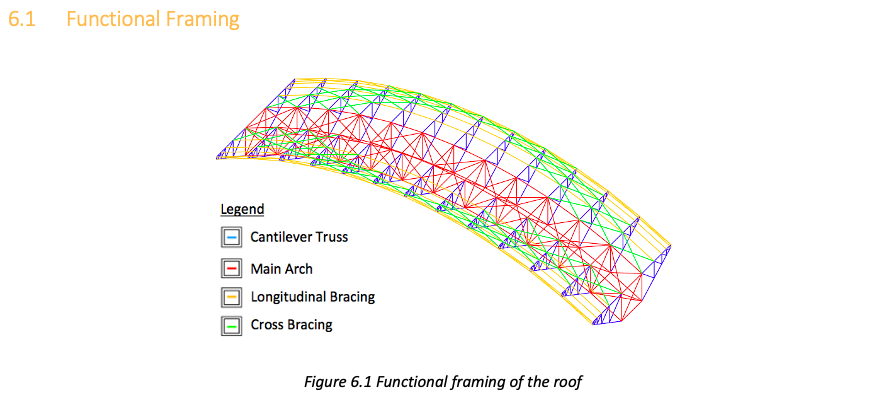 6.1 Functional Framing
Legend
Cantilever Truss
Main Arch
Longitudinal Bracing
Cross Bracing
Figure 6.1 Functional framing of the roof